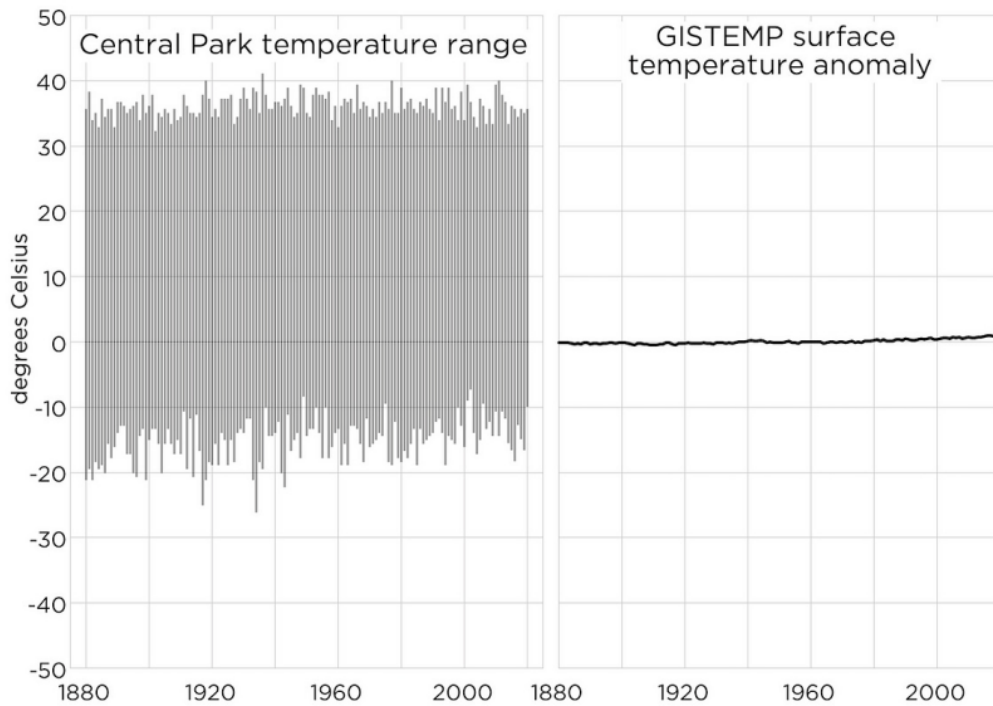 Central Park temperature range
GISTEMP surface
temperature anomaly
degrees Celsius
50
40
30
20
10
0
-10
-20
-30
-40
-50
1880 1920 1960 2000
1880 1920 1960 2000